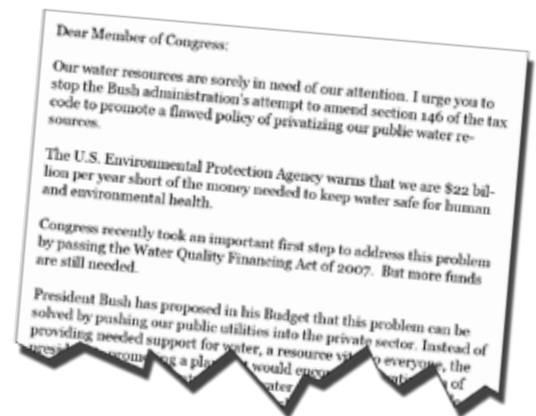 Dear Member of Congress:
Our water resources are sorely in need of our attention. I urge you to
stop the Bush administration's attempt to amend section 146 of the tax
code to promote a flawed policy of privatizing our public water re-
sources.
The U.S. Environmental Protection Agency warns that we are $22 bil-
lion per year short of the money needed to keep water safe for human
and environmental health.
Congress recently took an important first step to address this problem
by passing the Water Quality Financing Act of 2007. But more funds
are still needed.
President Bush has proposed in his Budget that this problem can be
solved by pushing our public utilities into the private sector. Instead of
providing needed support for water, a resource everyone, the
a would of